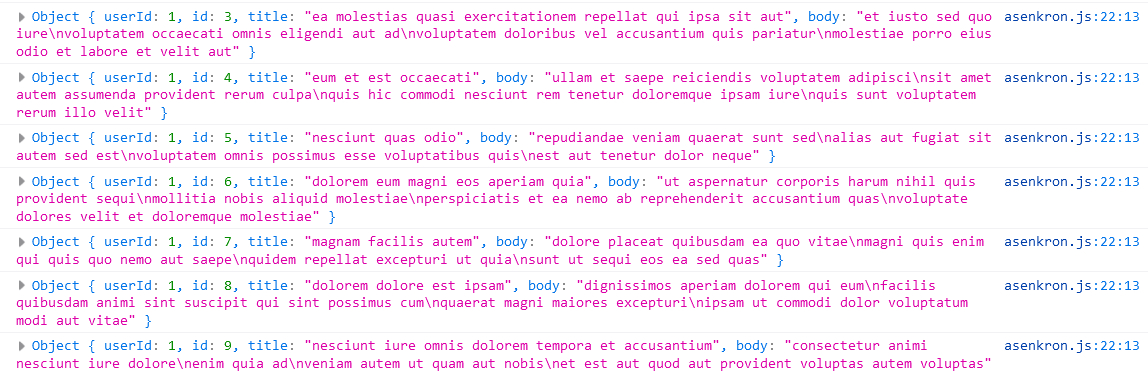 Object { userId: 1, id: 3, title: "ea molestias quasi exercitationem repellat qui ipsa sit aut", body: "et iusto sed quo asenkron.js:22:13
iure\nvoluptatem occaecati omnis eligendi aut ad\nvoluptatem doloribus vel accusantium quis pariatur\nmolestiae porro eius
odio et labore et velit aut" }
Object { userId: 1, id: 4, title: "eum et est occaecati", body: "ullam et saepe reiciendis voluptatem adipisci\nsit amet asenkron.js:22:13
autem assumenda provident rerum culpa\nquis hic commodi nesciunt rem tenetur doloremque ipsam iure\nquis sunt voluptatem
rerum illo velit" }
Object { userId: 1, id: 5, title: "nesciunt quas odio", body: "repudiandae veniam quaerat sunt sed\nalias aut fugiat sit asenkron.js:22:13
autem sed est\nvoluptatem omnis possimus esse voluptatibus quis\nest aut tenetur dolor neque" }
Object { userId: 1, id: 6, title: "dolorem eum magni eos aperiam quia", body: "ut aspernatur corporis harum nihil quis asenkron.js:22:13
provident sequi\nmollitia nobis aliquid molestiae\nperspiciatis et ea nemo ab reprehenderit accusantium quas\nvoluptate
dolores velit et doloremque molestiae" }
Object { userId: 1, id: 7, title: "magnam facilis autem", body: "dolore placeat quibusdam ea quo vitae\nmagni quis enim asenkron.js:22:13
qui quis quo nemo aut saepe\nquidem repellat excepturi ut quia\nsunt ut sequi eos ea sed quas" }
Object { userId: 1, id: 8, title: "dolorem dolore est ipsam", body: "dignissimos aperiam dolorem qui eum\nfacilis asenkron.js:22:13
quibusdam animi sint suscipit qui sint possimus cum\nquaerat magni maiores excepturi\nipsam ut commodi dolor voluptatum
modi aut vitae" }
Object { userId: 1, id: 9, title: "nesciunt iure omnis dolorem tempora et accusantium", body: "consectetur animi asenkron.js:22:13
nesciunt iure dolore\nenim quia ad\nveniam autem ut quam aut nobis\net est aut quod aut provident voluptas autem voluptas"